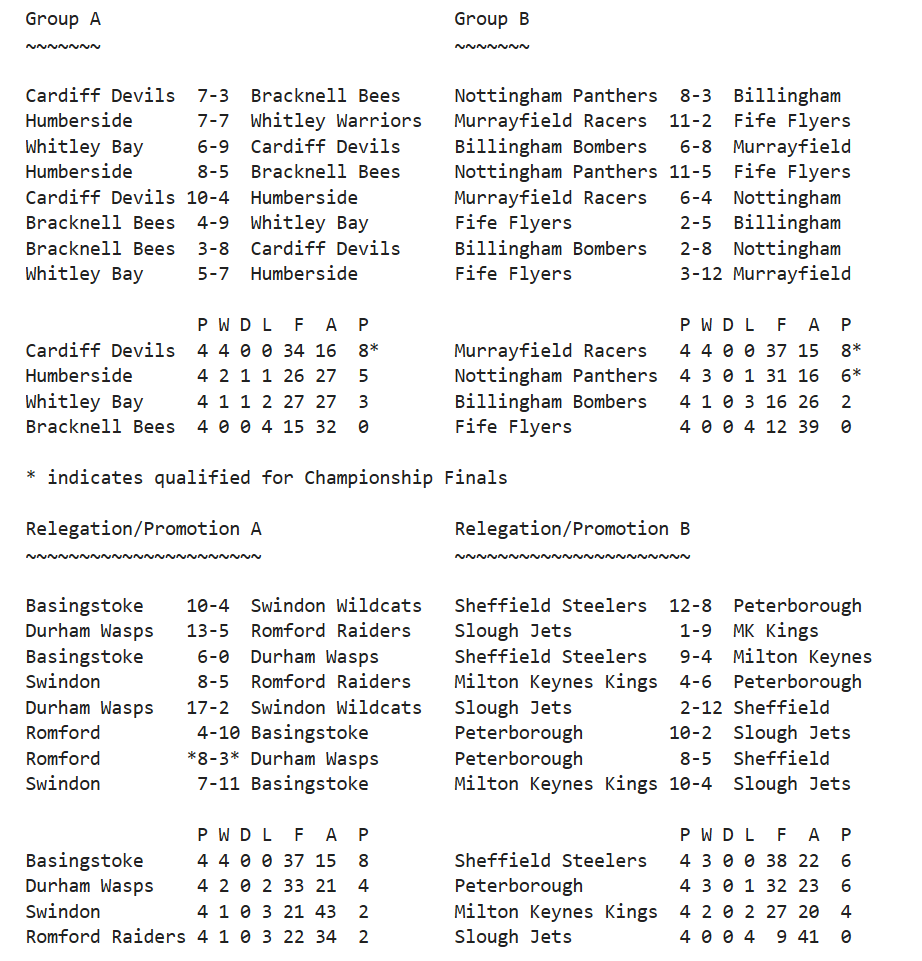 Group A                                 Group B
~~~~~~~                                 ~~~~~~~

Cardiff Devils  7-3  Bracknell Bees     Nottingham Panthers  8-3  Billingham
Humberside      7-7  Whitley Warriors   Murrayfield Racers  11-2  Fife Flyers
Whitley Bay     6-9  Cardiff Devils     Billingham Bombers   6-8  Murrayfield
Humberside      8-5  Bracknell Bees     Nottingham Panthers 11-5  Fife Flyers
Cardiff Devils 10-4  Humberside         Murrayfield Racers   6-4  Nottingham
Bracknell Bees  4-9  Whitley Bay        Fife Flyers          2-5  Billingham
Bracknell Bees  3-8  Cardiff Devils     Billingham Bombers   2-8  Nottingham
Whitley Bay     5-7  Humberside         Fife Flyers          3-12 Murrayfield

                P W D L  F  A  P                             P W D L  F  A  P
Cardiff Devils  4 4 0 0 34 16  8*       Murrayfield Racers   4 4 0 0 37 15  8*
Humberside      4 2 1 1 26 27  5        Nottingham Panthers  4 3 0 1 31 16  6*
Whitley Bay     4 1 1 2 27 27  3        Billingham Bombers   4 1 0 3 16 26  2
Bracknell Bees  4 0 0 4 15 32  0        Fife Flyers          4 0 0 4 12 39  0

* indicates qualified for Championship Finals

Relegation/Promotion A                  Relegation/Promotion B
~~~~~~~~~~~~~~~~~~~~~~                  ~~~~~~~~~~~~~~~~~~~~~~

Basingstoke    10-4  Swindon Wildcats   Sheffield Steelers  12-8  Peterborough
Durham Wasps   13-5  Romford Raiders    Slough Jets          1-9  MK Kings
Basingstoke     6-0  Durham Wasps       Sheffield Steelers   9-4  Milton Keynes
Swindon         8-5  Romford Raiders    Milton Keynes Kings  4-6  Peterborough
Durham Wasps   17-2  Swindon Wildcats   Slough Jets          2-12 Sheffield
Romford         4-10 Basingstoke        Peterborough        10-2  Slough Jets
Romford        *8-3* Durham Wasps       Peterborough         8-5  Sheffield
Swindon         7-11 Basingstoke        Milton Keynes Kings 10-4  Slough Jets

                P W D L  F  A  P                             P W D L  F  A  P
Basingstoke     4 4 0 0 37 15  8        Sheffield Steelers   4 3 0 0 38 22  6
Durham Wasps    4 2 0 2 33 21  4        Peterborough         4 3 0 1 32 23  6
Swindon         4 1 0 3 21 43  2        Milton Keynes Kings  4 2 0 2 27 20  4
Romford Raiders 4 1 0 3 22 34  2        Slough Jets          4 0 0 4  9 41  0